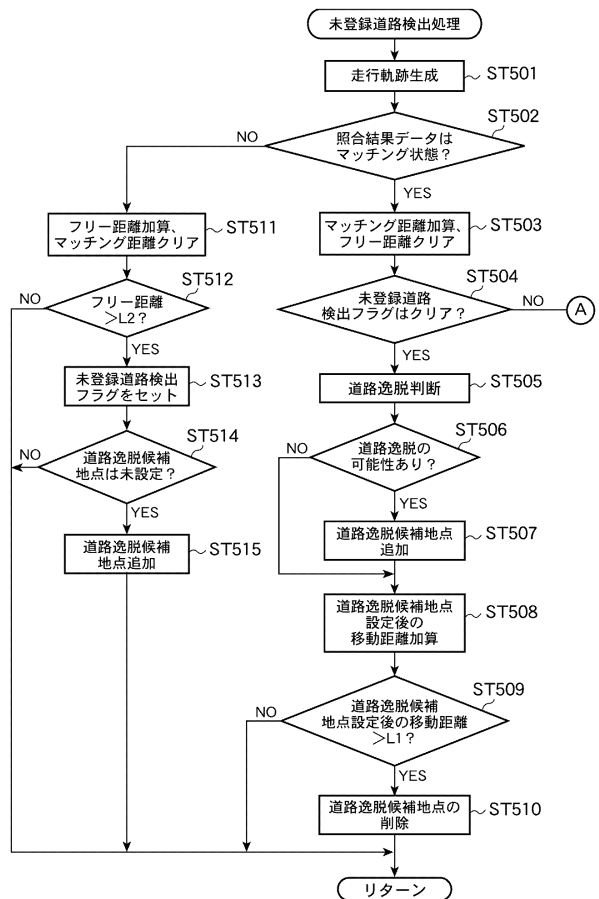 未登録道路検出処理
走行軌跡生成
ST501
照合結果データは
マッチング状態？
ST502
NO
YES
フリー距離加算、
マッチング距離クリア
ST511
マッチング距離加算、
フリー距離クリア
ST503
フリー距離
＞L2？
ST512
NO
YES
未登録道路
検出フラグはクリア？
ST504
NO
A
YES
未登録道路検出
フラグをセット
ST513
道路逸脱判断
ST505
道路逸脱候補
地点は未設定？
ST514
NO
YES
道路逸脱の
可能性あり？
ST506
NO
YES
道路逸脱候補
地点追加
ST515
道路逸脱候補地点
追加
ST507
道路逸脱候補地点
設定後の
移動距離加算
ST508
道路逸脱候補
地点設定後の移動距離
＞L1？
ST509
NO
YES
道路逸脱候補地点の
削除
ST510
リターン